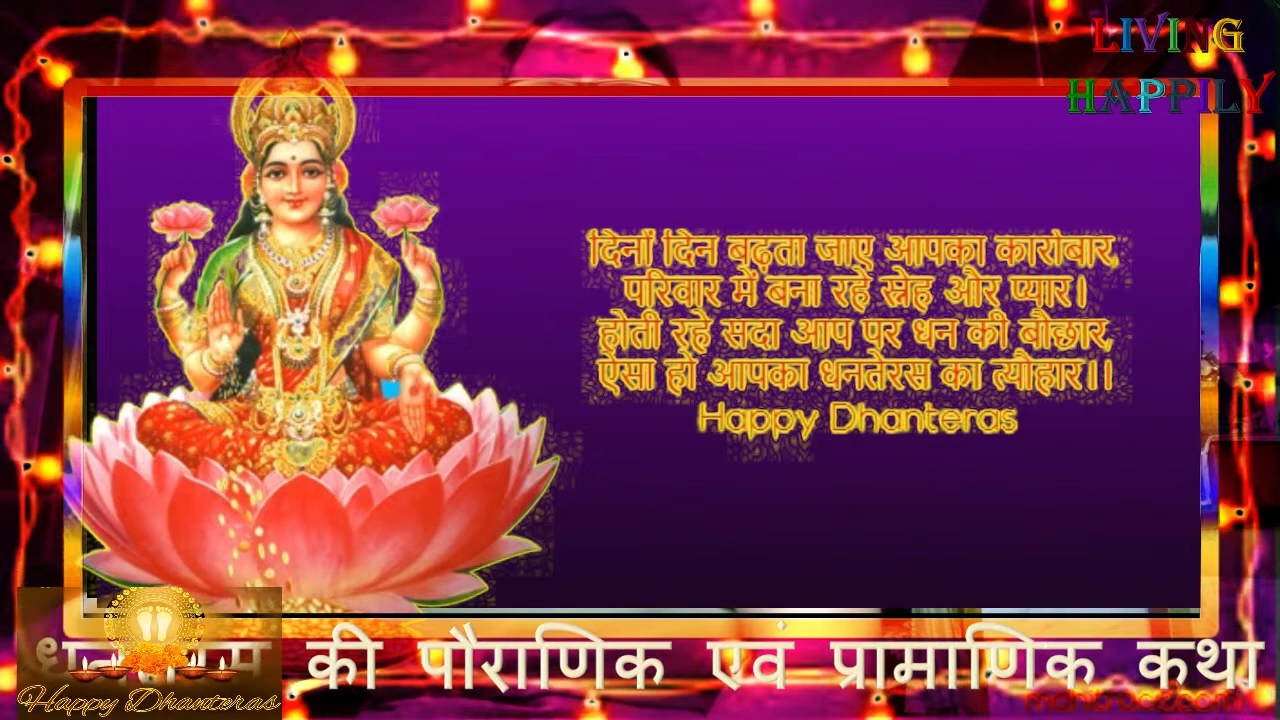 LIVING
HAPPILY
दिनों दिन बढ़ता जाए आपका कारोबार,
परिवार में बना रहे स्नेह और प्यार।
होती रहे सदा आप पर धन की बौछार,
ऐसा हो आपका धनतेरस का त्यौहार।।
Happy Dhanteras
की पौराणिक एवं प्रामाणिक कथा
Happy Dhanteras